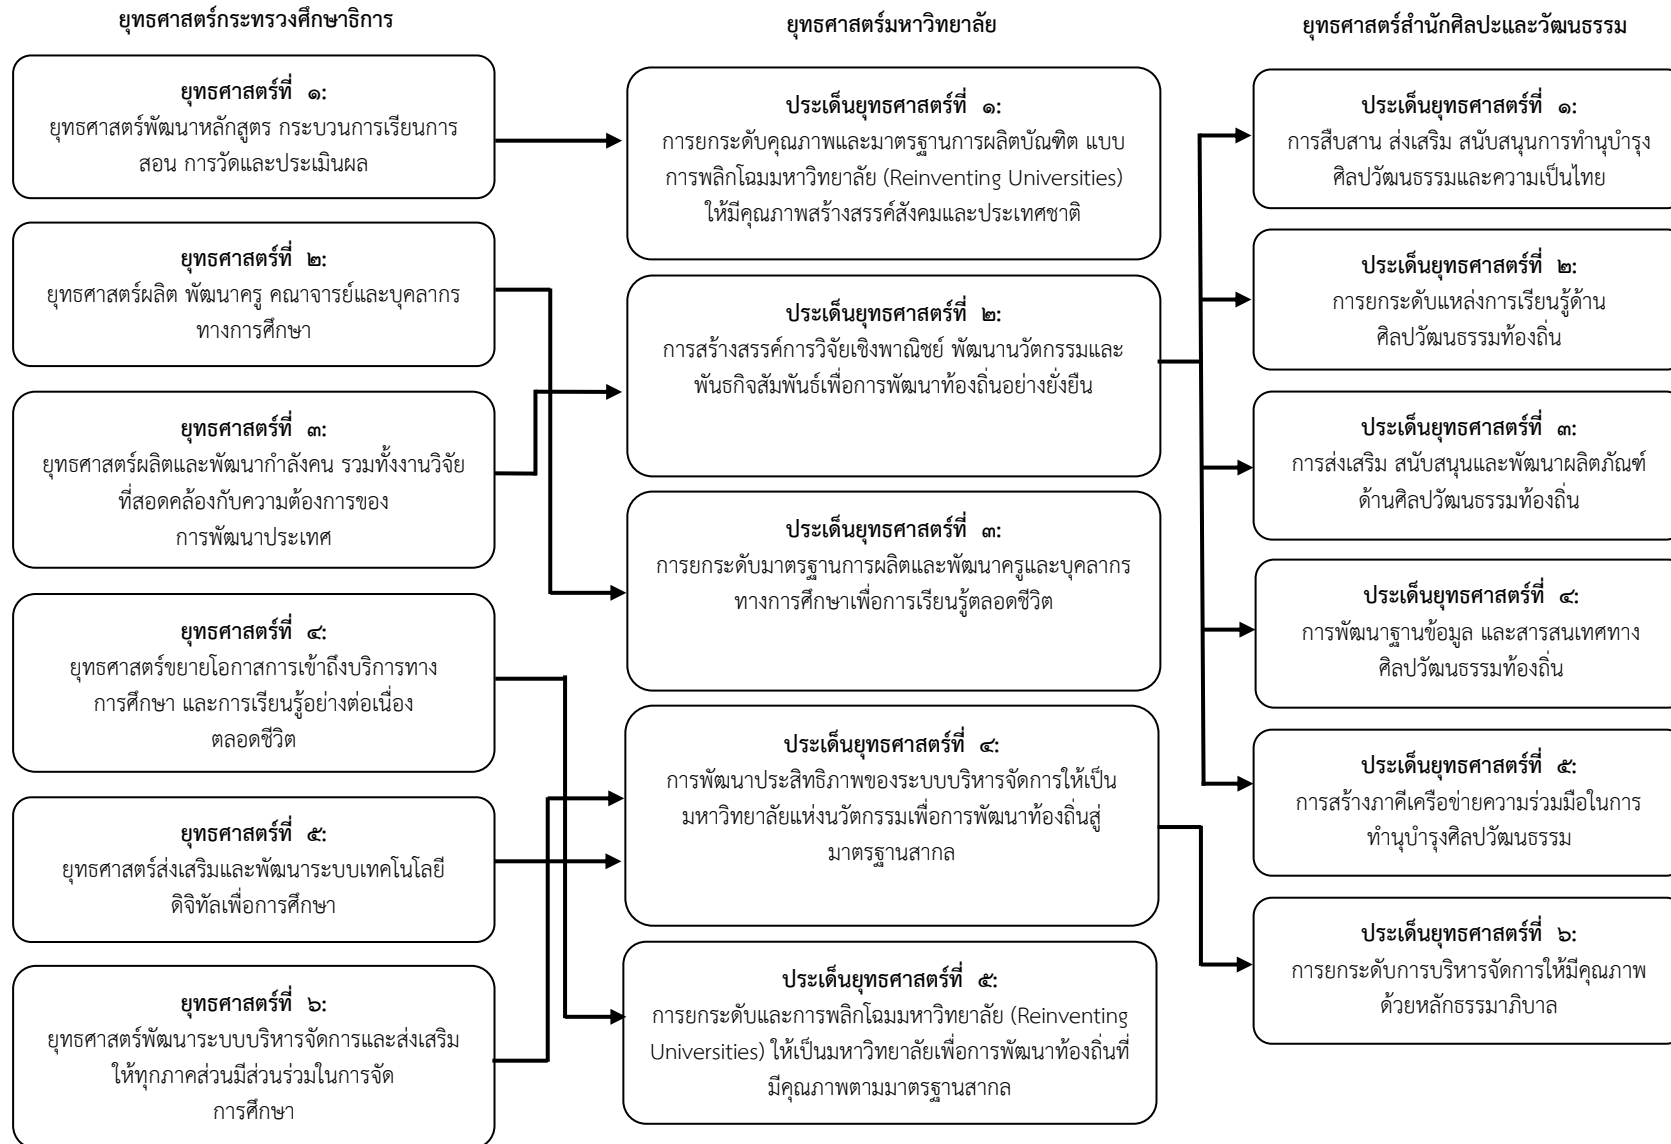 ยุทธศาสตร์กระทรวงศึกษาธิการ
ยุทธศาสตร์ที่ ๑:
ยุทธศาสตร์พัฒนาหลักสูตร กระบวนการเรียนการ
สอน การวัดและประเมินผล
ยุทธศาสตร์ที่ ๒:
ยุทธศาสตร์ผลิต พัฒนาครู คณาจารย์และบุคลากร
ทางการศึกษา
ยุทธศาสตร์ที่ ๓:
ยุทธศาสตร์ผลิตและพัฒนากำลังคน รวมทั้งงานวิจัย
ที่สอดคล้องกับความต้องการของ
การพัฒนาประเทศ
ยุทธศาสตร์ที่ ๔:
ยุทธศาสตร์ขยายโอกาสการเข้าถึงบริการทาง
การศึกษา และการเรียนรู้อย่างต่อเนื่อง
ตลอดชีวิต
ยุทธศาสตร์ที่ ๕:
ยุทธศาสตร์ส่งเสริมและพัฒนาระบบเทคโนโลยี
ดิจิทัลเพื่อการศึกษา
ยุทธศาสตร์ที่ ๖:
ยุทธศาสตร์พัฒนาระบบบริหารจัดการและส่งเสริม
ให้ทุกภาคส่วนมีส่วนร่วมในการจัด
การศึกษา
ยุทธศาสตร์มหาวิทยาลัย
ประเด็นยุทธศาสตร์ที่ ๑:
การยกระดับคุณภาพและมาตรฐานการผลิตบัณฑิต แบบ
การพลิกโฉมมหาวิทยาลัย (Reinventing Universities)
ให้มีคุณภาพสร้างสรรค์สังคมและประเทศชาติ
ประเด็นยุทธศาสตร์ที่ ๒:
การสร้างสรรค์การวิจัยเชิงพาณิชย์ พัฒนานวัตกรรมและ
พันธกิจสัมพันธ์เพื่อการพัฒนาท้องถิ่นอย่างยั่งยืน
ประเด็นยุทธศาสตร์ที่ ๓:
การยกระดับมาตรฐานการผลิตและพัฒนาครูและบุคลากร
ทางการศึกษาเพื่อการเรียนรู้ตลอดชีวิต
ประเด็นยุทธศาสตร์ที่ ๔:
การพัฒนาประสิทธิภาพของระบบบริหารจัดการให้เป็น
มหาวิทยาลัยแห่งนวัตกรรมเพื่อการพัฒนาท้องถิ่นสู่
มาตรฐานสากล
ประเด็นยุทธศาสตร์ที่ ๕:
การยกระดับและการพลิกโฉมมหาวิทยาลัย (Reinventing
Universities) ให้เป็นมหาวิทยาลัยเพื่อการพัฒนาท้องถิ่นที่
มีคุณภาพตามมาตรฐานสากล
ยุทธศาสตร์สำนักศิลปะและวัฒนธรรม
ประเด็นยุทธศาสตร์ที่ ๑:
การสืบสาน ส่งเสริม สนับสนุนการทำนุบำรุง
ศิลปวัฒนธรรมและความเป็นไทย
ประเด็นยุทธศาสตร์ที่ ๒:
การยกระดับแหล่งการเรียนรู้ด้าน
ศิลปวัฒนธรรมท้องถิ่น
ประเด็นยุทธศาสตร์ที่ ๓:
การส่งเสริม สนับสนุนและพัฒนาผลิตภัณฑ์
ด้านศิลปวัฒนธรรมท้องถิ่น
ประเด็นยุทธศาสตร์ที่ ๔:
การพัฒนาฐานข้อมูล และสารสนเทศทาง
ศิลปวัฒนธรรมท้องถิ่น
ประเด็นยุทธศาสตร์ที่ ๕:
การสร้างภาคีเครือข่ายความร่วมมือในการ
ทำนุบำรุงศิลปวัฒนธรรม
ประเด็นยุทธศาสตร์ที่ ๖:
การยกระดับการบริหารจัดการให้มีคุณภาพ
ด้วยหลักธรรมาภิบาล